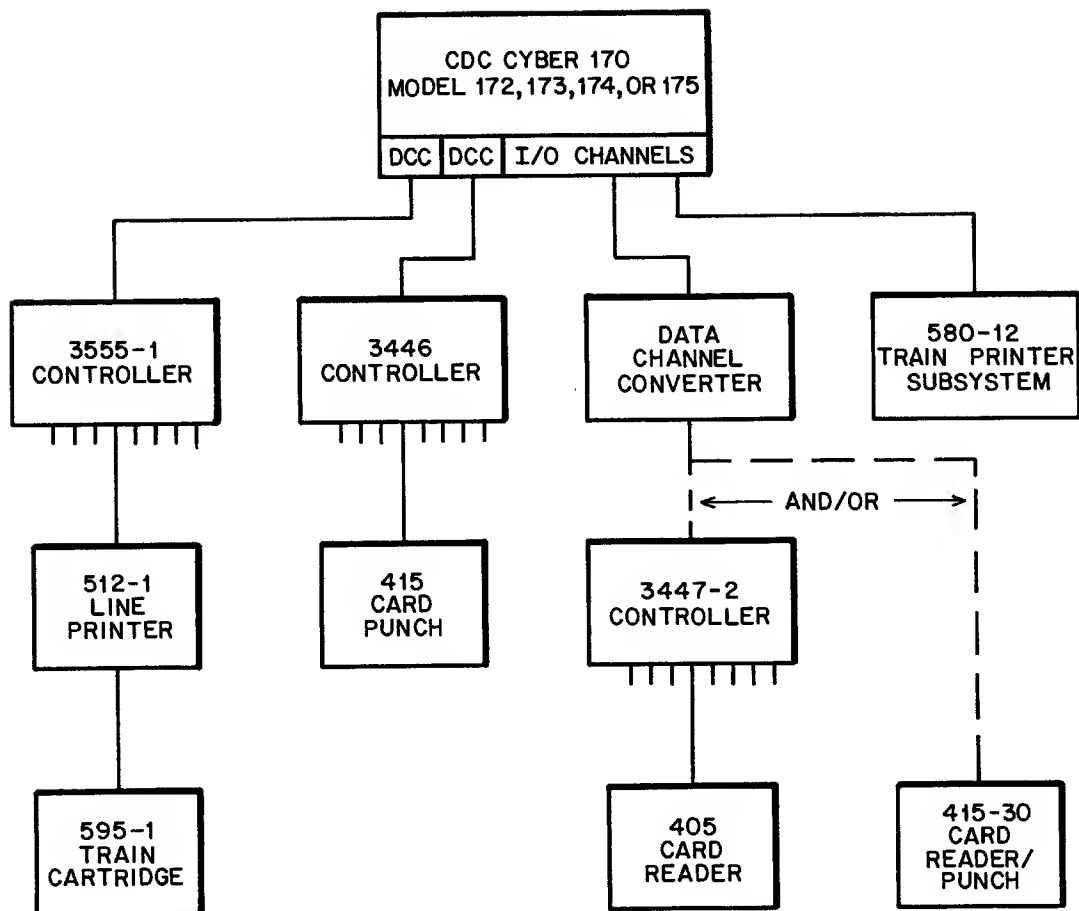 CDC CYBER 170
MODEL 172,173,174,OR 175
DCC DCC I/O CHANNELS
3555-1
CONTROLLER
3446
CONTROLLER
DATA
CHANNEL
CONVERTER
580-12
TRAIN PRINTER
SUBSYSTEM
AND/OR
512-1
LINE
PRINTER
415
CARD
PUNCH
3447-2
CONTROLLER
595-1
TRAIN
CARTRIDGE
405
CARD
READER
415-30
CARD
READER/
PUNCH